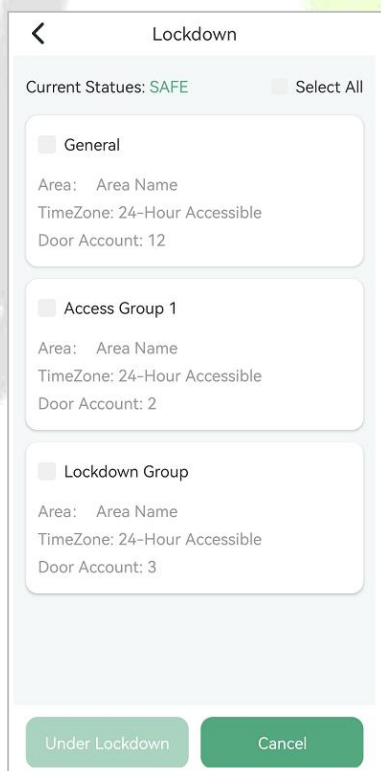 Lockdown
Current Statues: SAFE Select All
General
Area: Area Name
TimeZone: 24-Hour Accessible
Door Account: 12
Access Group 1
Area: Area Name
TimeZone: 24-Hour Accessible
Door Account: 2
Lockdown Group
Area: Area Name
TimeZone: 24-Hour Accessible
Door Account: 3
Under Lockdown Cancel